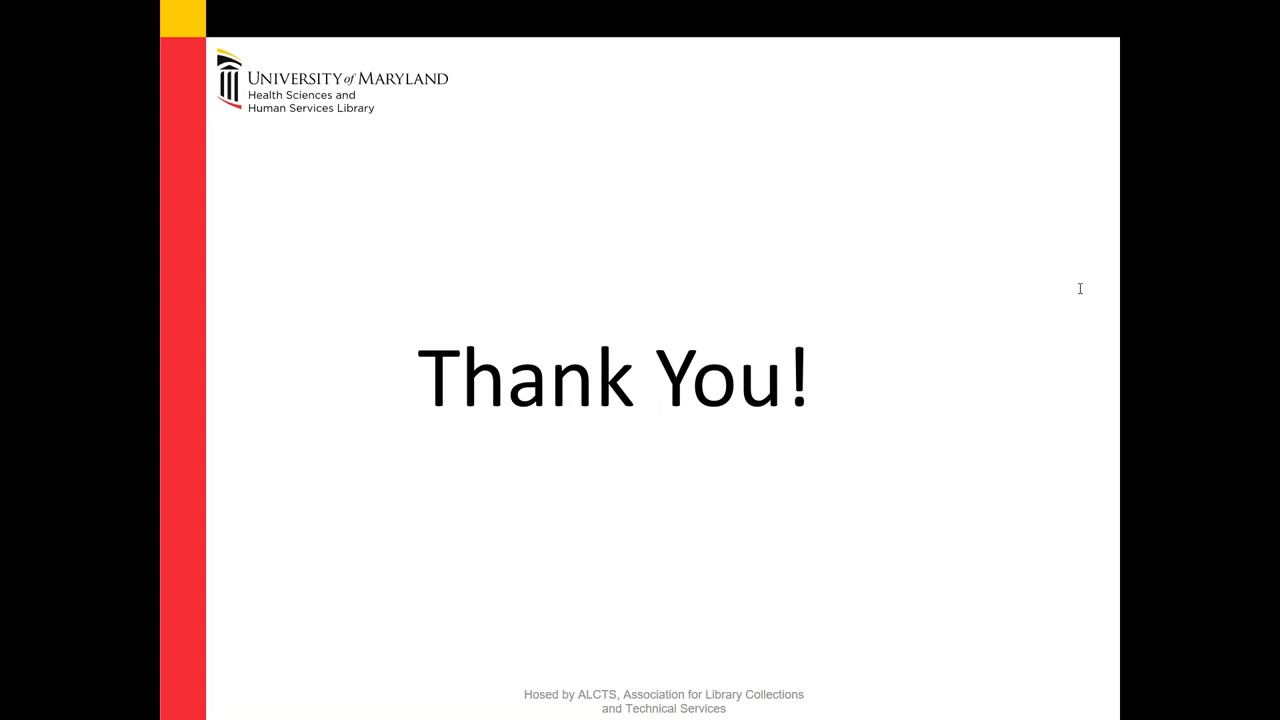 UNIVERSITY of MARYLAND
Health Sciences and
Human Services Library
Thank You!
Hosed by ALCTS, Association for Library Collections
and Technical Services